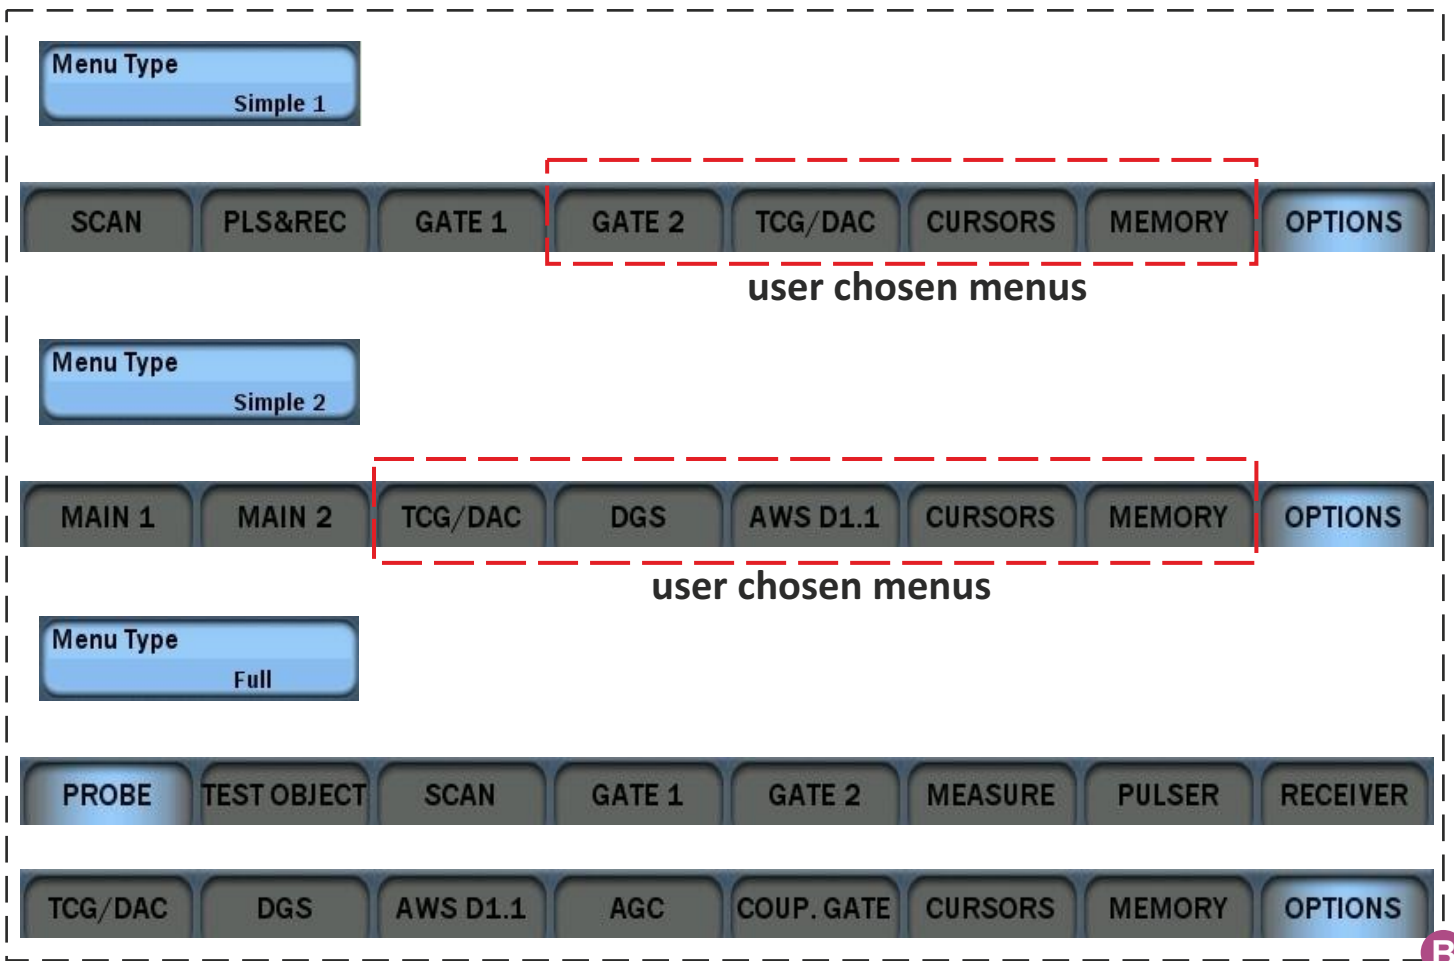 Menu Type
Simple 1
SCAN PLS&REC GATE 1 GATE 2 TCG/DAC CURSORS MEMORY OPTIONS
user chosen menus
Menu Type
Simple 2
MAIN 1 MAIN 2 TCG/DAC DGS AWS D1.1 CURSORS MEMORY OPTIONS
user chosen menus
Menu Type
Full
PROBE TEST OBJECT SCAN GATE 1 GATE 2 MEASURE PULSER RECEIVER
TCG/DAC DGS AWS D1.1 AGC COUP. GATE CURSORS MEMORY OPTIONS
B